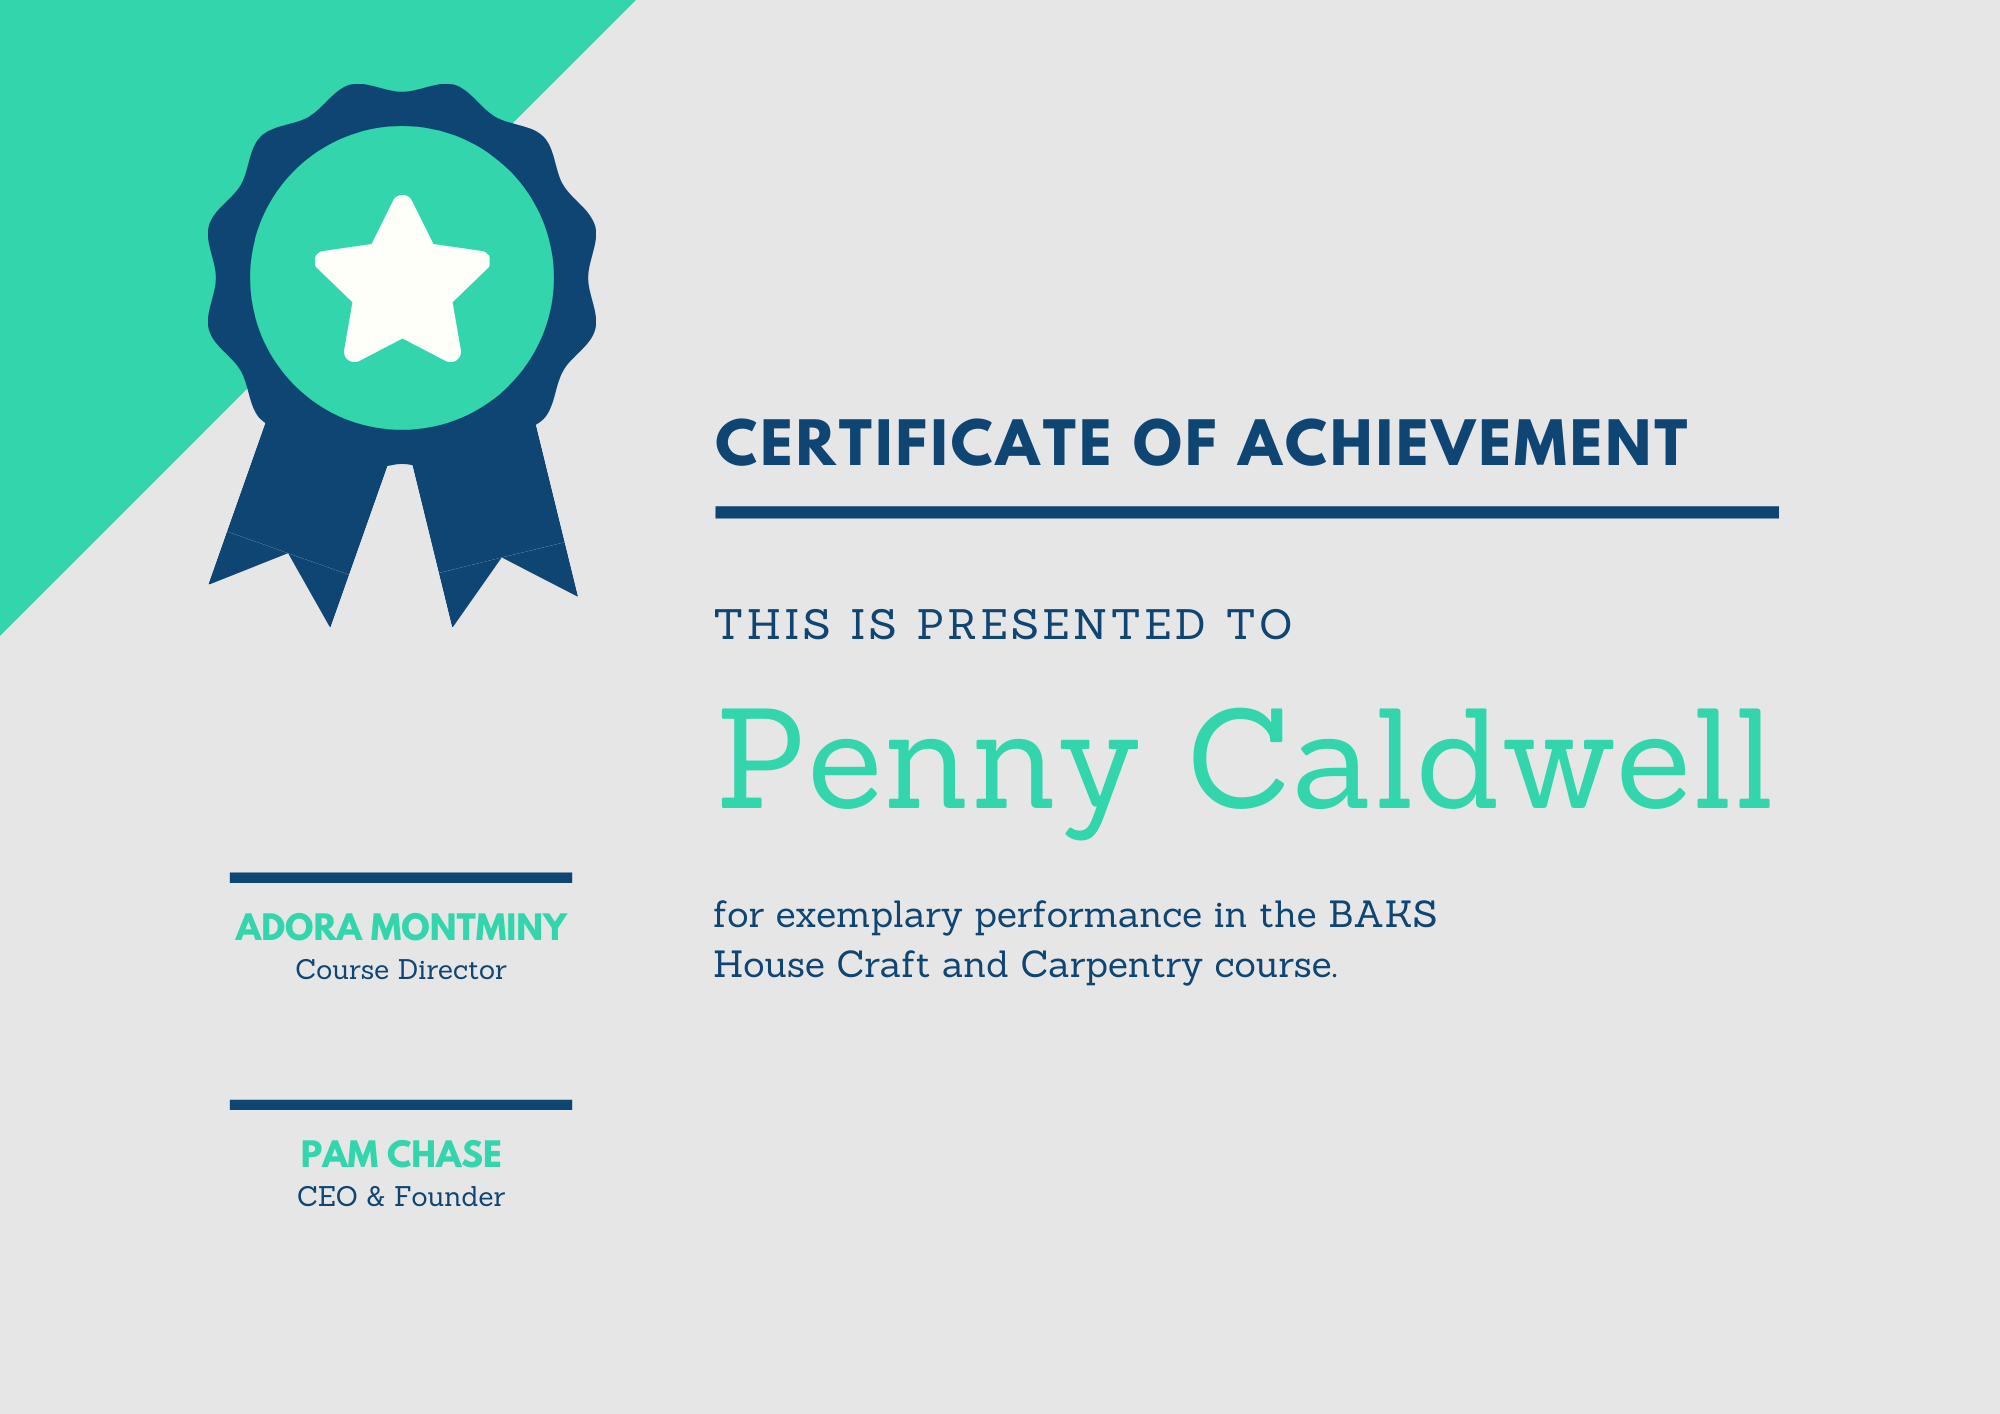 CERTIFICATE OF ACHIEVEMENT
THIS IS PRESENTED TO
Penny Caldwell
for exemplary performance in the BAKS
House Craft and Carpentry course.
ADORA MONTMINY
Course Director
PAM CHASE
CEO & Founder